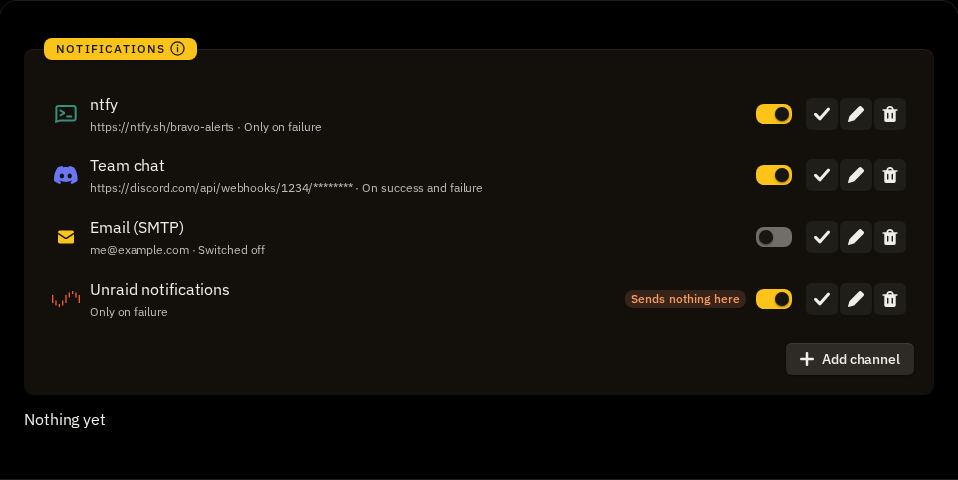 NOTIFICATIONS
ntfy
https://ntfy.sh/bravo-alerts · Only on failure
Team chat
https://discord.com/api/webhooks/1234/******** · On success and failure
Email (SMTP)
me@example.com · Switched off
Unraid notifications
Only on failure
Sends nothing here
Add channel
Nothing yet